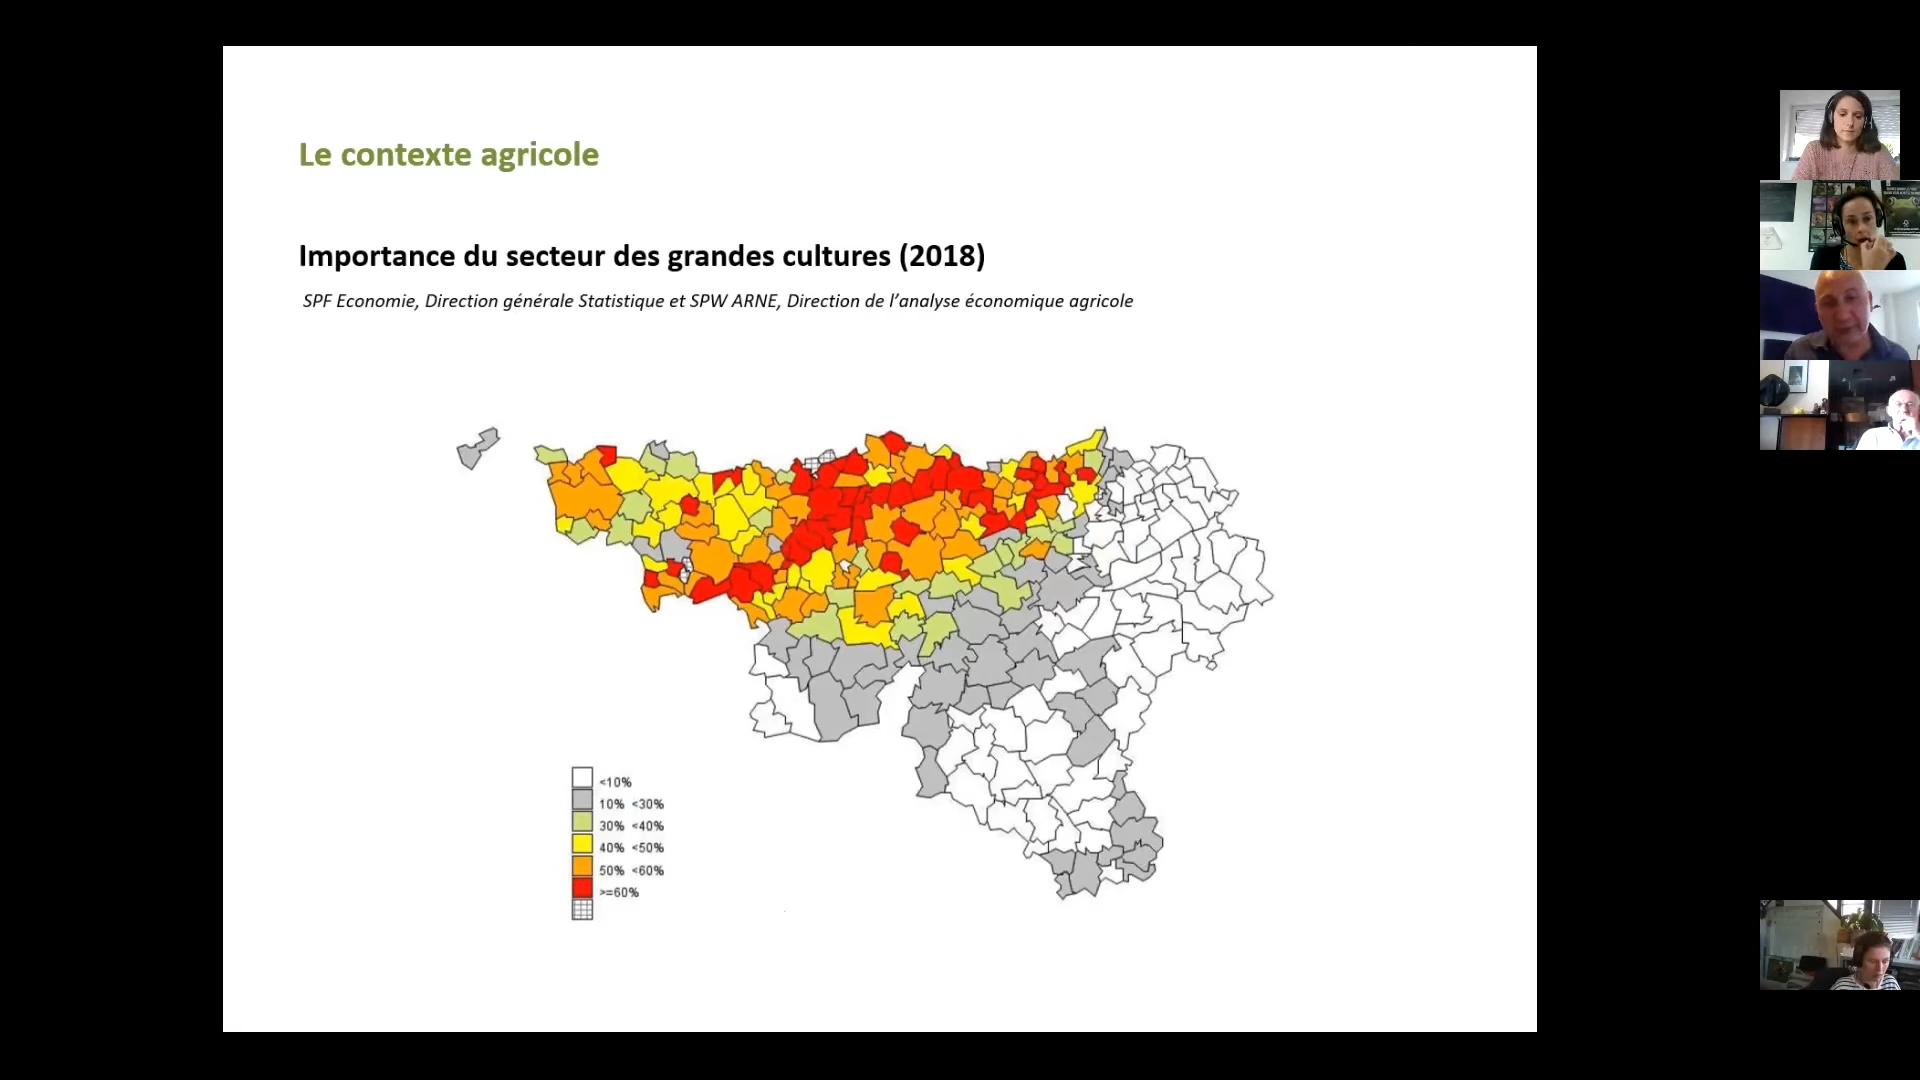 Le contexte agricole
Importance du secteur des grandes cultures (2018)
SPF Economie, Direction générale Statistique et SPW ARNE, Direction de l’analyse économique agricole
<10%
10% <30%
30% <40%
40% <50%
50% <60%
>=60%